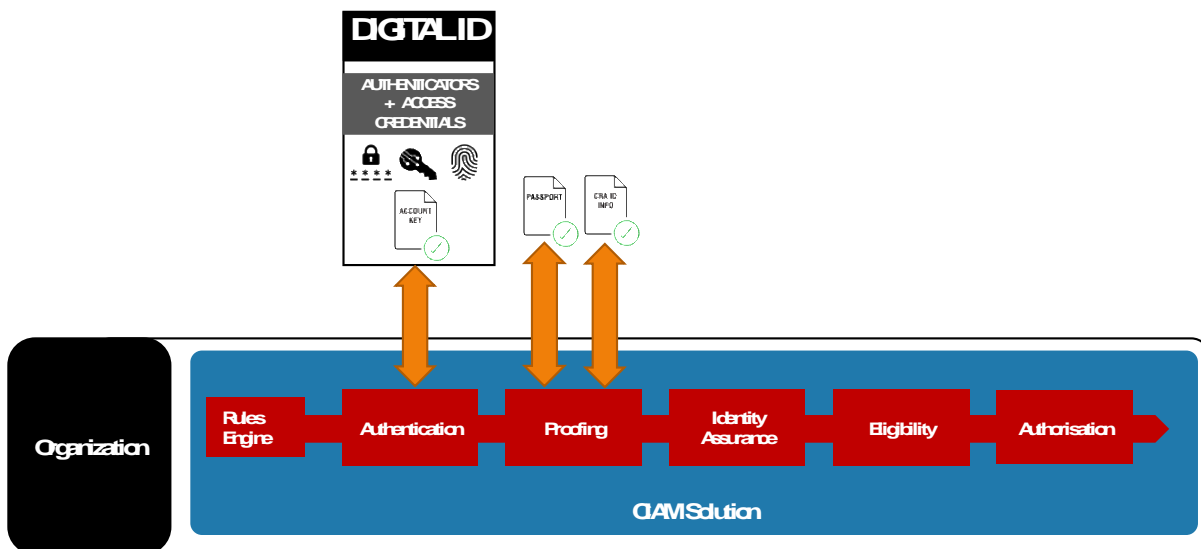 DIGITAL ID
AUTHENTICATORS
+ ACCESS
CREDENTIALS
* * * *
ACCOUNT
KEY
PASSPORT
CRA ID
INFO
Organization
Rules
Engine
Authentication
Proofing
Identity
Assurance
Eligibility
Authorisation
CIAM Solution